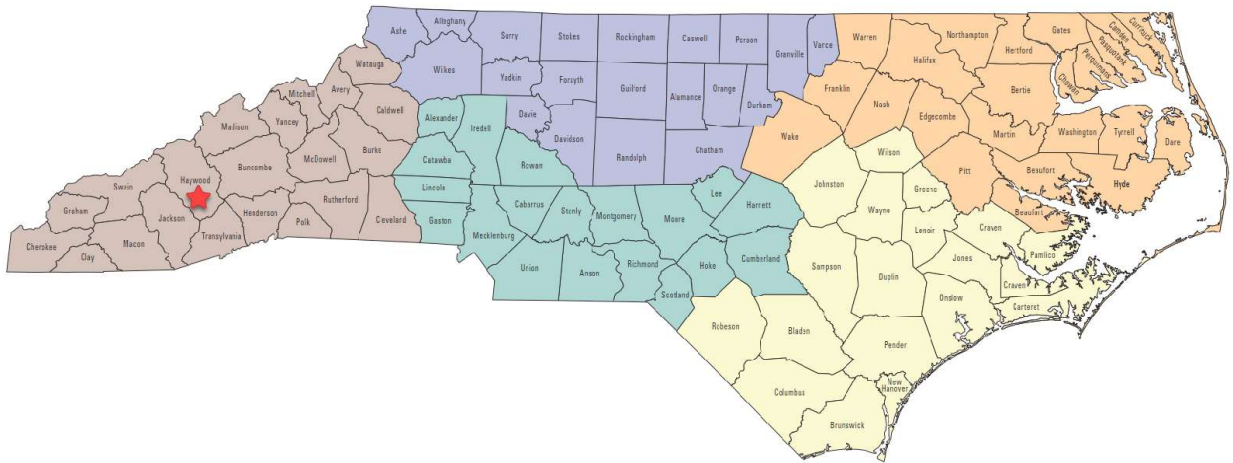 Ashe
Alleghany
Surry
Stokes
Rockingham
Caswell
Person
Granville
Varce
Warren
Northampton
Gates
Currituck
Camden
Pasquotank
Perquimans
Chowan
Hertford
Halifax
Bertie
Watauga
Wilkes
Yadkin
Forsyth
Guilford
Alamance
Orange
Durham
Franklin
Nash
Edgecombe
Martin
Washington
Tyrrell
Dare
Mitchell
Avery
Caldwell
Alexander
Iredell
Davie
Davidson
Randolph
Chatham
Wake
Madison
Yancey
McDowell
Burke
Catawba
Rowan
Wilson
Pitt
Beaufort
Hyde
Haywood
Buncombe
Rutherford
Lincoln
Cabarrus
Stanly
Montgomery
Moore
Lee
Harrett
Johnston
Wayne
Greene
Beaufort
Swain
Graham
Jackson
Henderson
Polk
Cleveland
Gaston
Mecklenburg
Lenoir
Craven
Pamlico
Cherokee
Clay
Macon
Transylvania
Union
Anson
Richmond
Scotland
Hoke
Cumberland
Sampson
Duplin
Jones
Craven
Carteret
Onslow
Robeson
Bladen
Pender
Columbus
New
Hanover
Brunswick